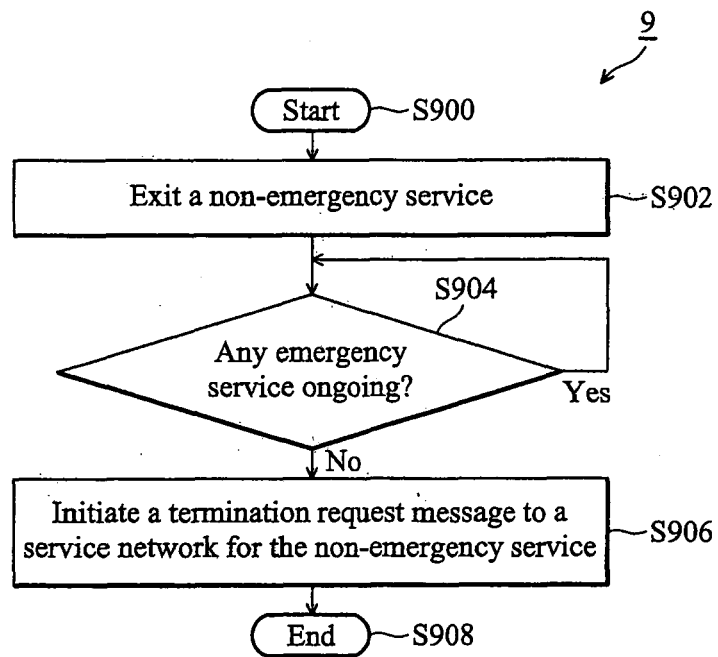 9
Start
S900
Exit a non-emergency service
S902
S904
Any emergency
service ongoing?
Yes
No
Initiate a termination request message to a
service network for the non-emergency service
S906
End
S908